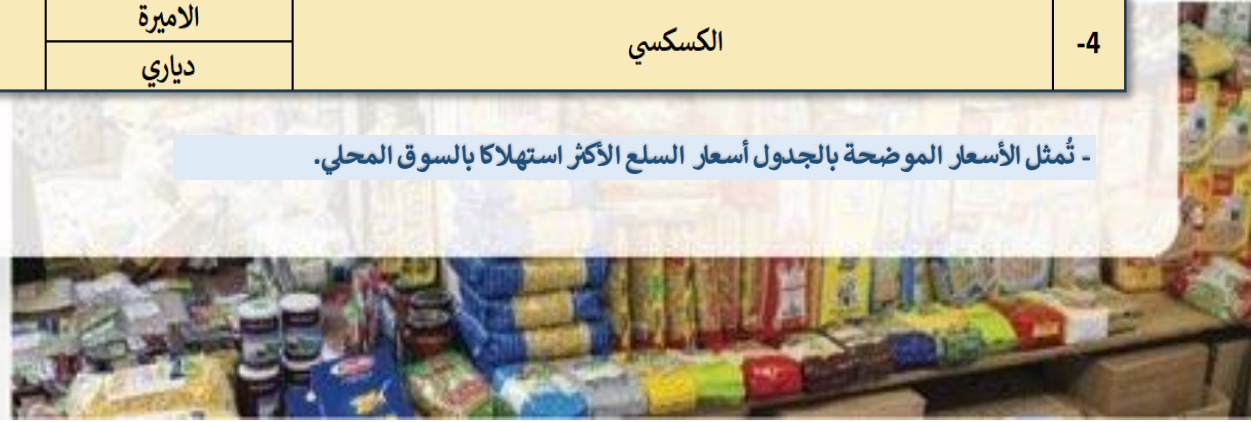 4-
الكسكسي
الاميرة
دياري
- تُمثل الأسعار الموضحة بالجدول أسعار السلع الأكثر استهلاكا بالسوق المحلي.